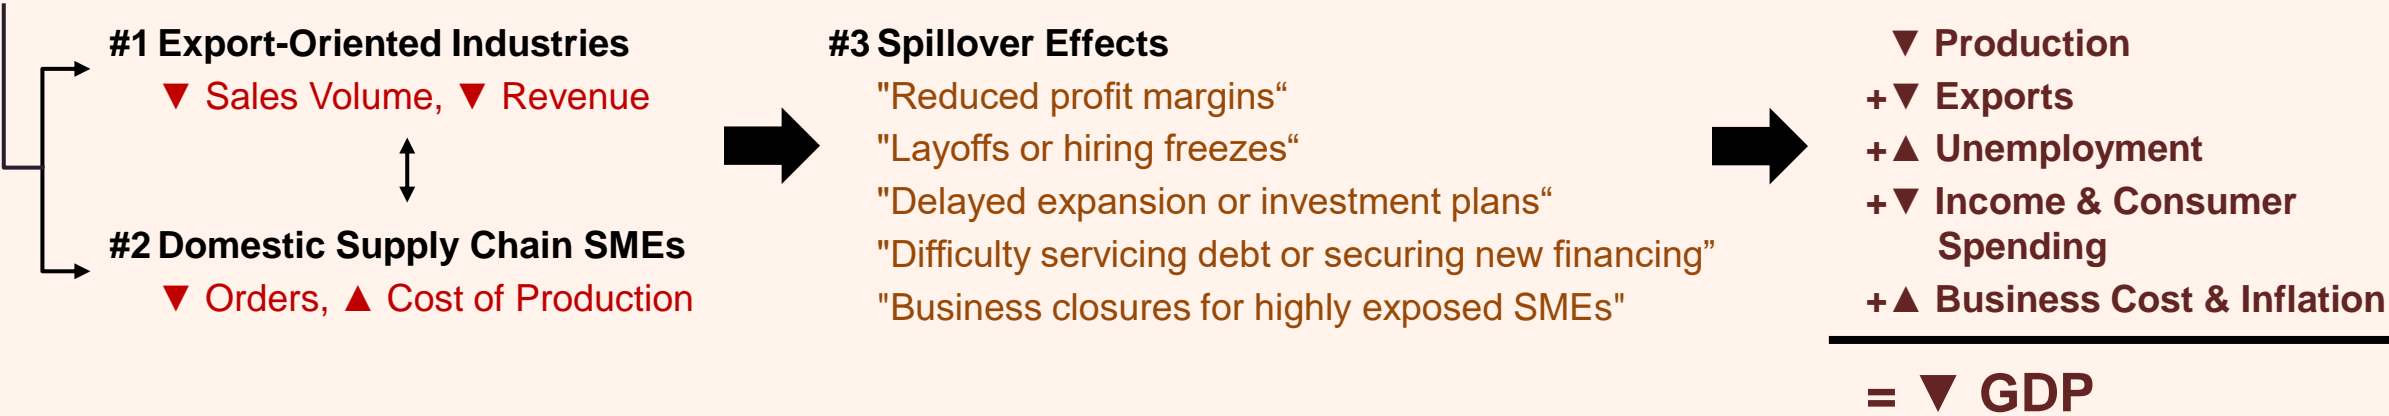 #1 Export-Oriented Industries
▼ Sales Volume, ▼ Revenue
#2 Domestic Supply Chain SMEs
▼ Orders, ▲ Cost of Production
#3 Spillover Effects
"Reduced profit margins“
"Layoffs or hiring freezes“
"Delayed expansion or investment plans“
"Difficulty servicing debt or securing new financing”
"Business closures for highly exposed SMEs"
▼ Production
+▼ Exports
+▲ Unemployment
+▼ Income & Consumer
Spending
+▲ Business Cost & Inflation
= ▼ GDP